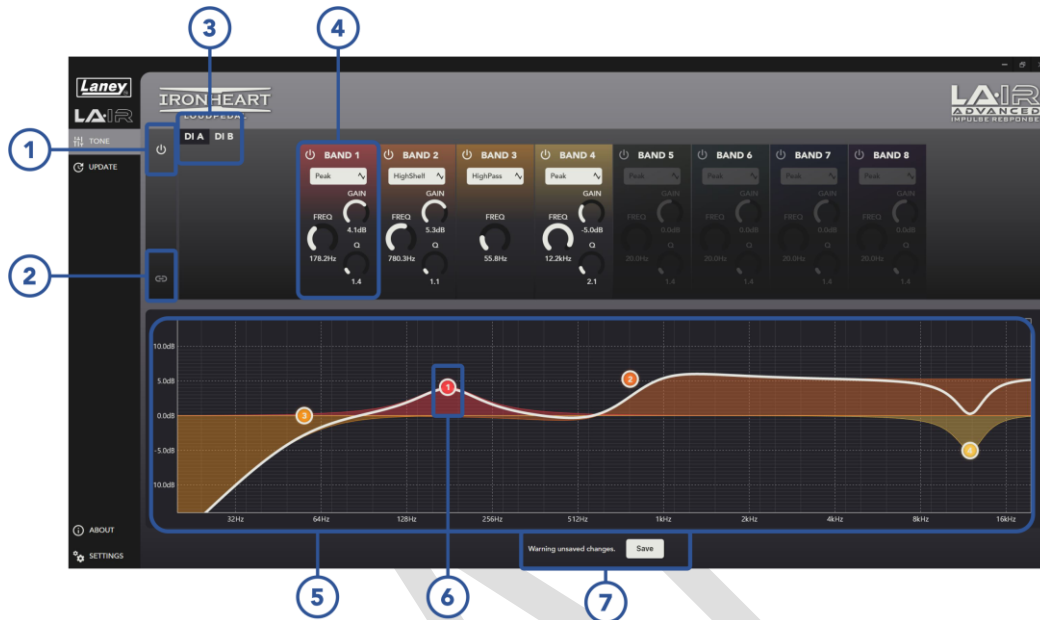 3
4
Laney
LA·IR
IRONHEART
LOUDPEDAL
LA·IR
ADVANCED
IMPULSE RESPONSE
1
TONE
DI A DI B
UPDATE
BAND 1 BAND 2 BAND 3 BAND 4 BAND 5 BAND 6 BAND 7 BAND 8
Peak HighShelf HighPass Peak Peak Peak Peak Peak
GAIN GAIN GAIN GAIN GAIN GAIN GAIN
FREQ FREQ FREQ FREQ FREQ FREQ FREQ FREQ
4.1dB 5.3dB -5.0dB 0.0dB 0.0dB 0.0dB 0.0dB
Q Q Q Q Q Q Q
178.2Hz 780.3Hz 55.8Hz 12.2kHz 20.0Hz 20.0Hz 20.0Hz 20.0Hz
1.4 1.1 2.1 1.4 1.4 1.4 1.4
2
10.0dB
5.0dB
0.0dB
-5.0dB
10.0dB
3 1 2 4
32Hz 64Hz 128Hz 256Hz 512Hz 1kHz 2kHz 4kHz 8kHz 16kHz
ABOUT
SETTINGS
Warning unsaved changes. Save
5
6
7